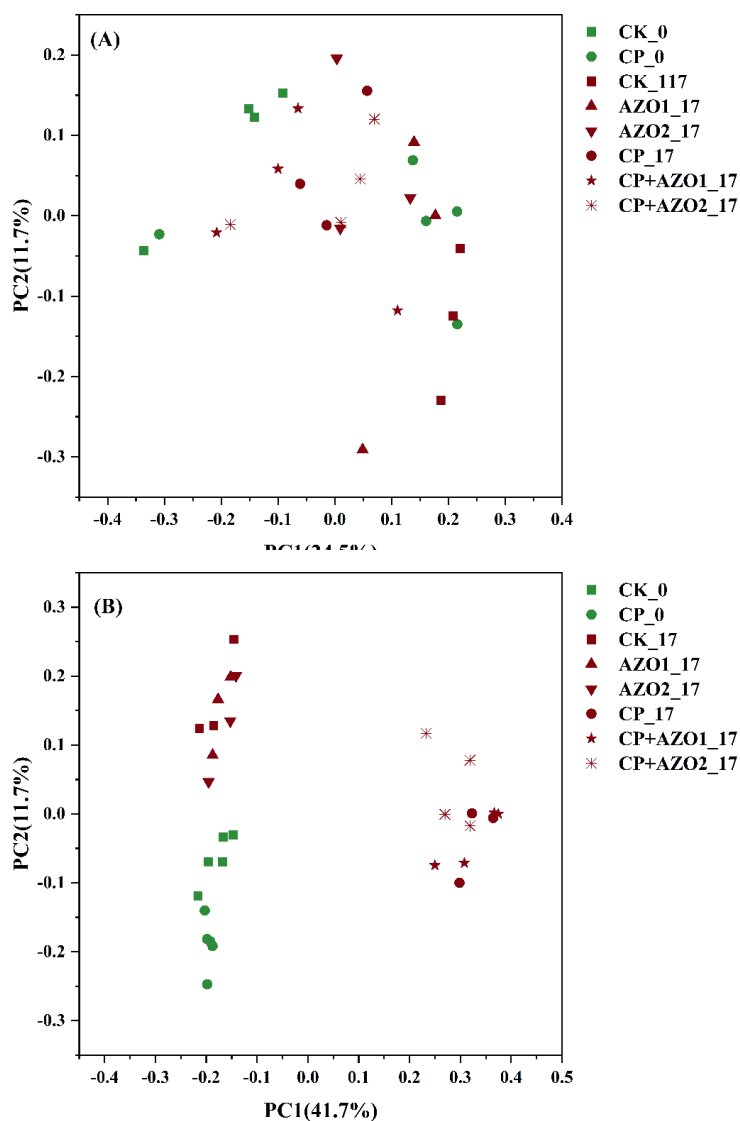 (A)
CK_0
CP_0
CK_117
AZO1_17
AZO2_17
CP_17
CP+AZO1_17
CP+AZO2_17
PC2(11.7%)
0.2
0.1
0.0
-0.1
-0.2
-0.3
-0.4 -0.3 -0.2 -0.1 0.0 0.1 0.2 0.3 0.4
(B)
CK_0
CP_0
CK_17
AZO1_17
AZO2_17
CP_17
CP+AZO1_17
CP+AZO2_17
PC2(11.7%)
0.3
0.2
0.1
0.0
-0.1
-0.2
-0.3
-0.4 -0.3 -0.2 -0.1 0.0 0.1 0.2 0.3 0.4 0.5
PC1(41.7%)